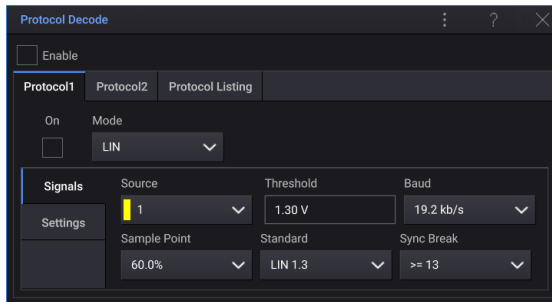 Protocol Decode
?
Enable
Protocol1 Protocol2 Protocol Listing
On Mode
LIN
Signals Source Threshold Baud
1 1.30 V 19.2 kb/s
Settings
Sample Point Standard Sync Break
60.0% LIN 1.3 >= 13